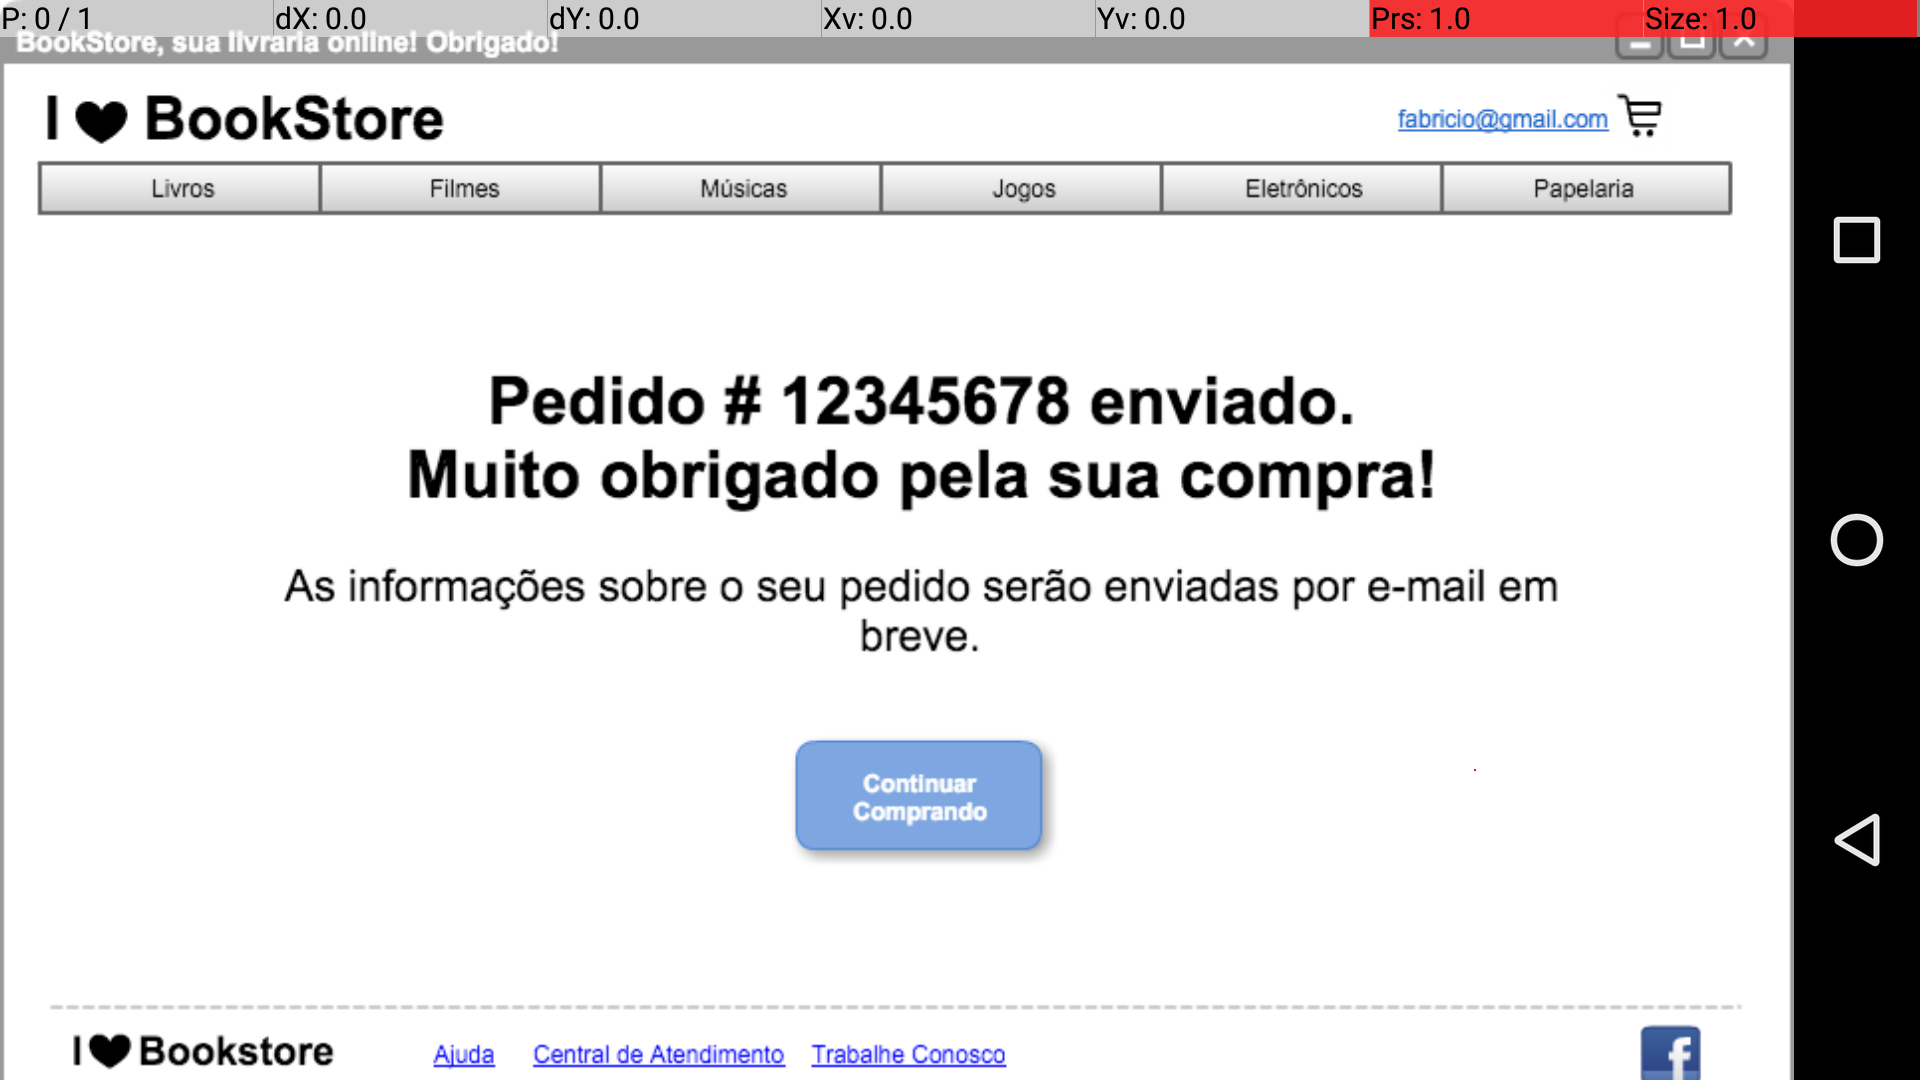 P: 0 / 1 dX: 0.0 dY: 0.0 Xv: 0.0 Yv: 0.0 Prs: 1.0 Size: 1.0
BookStore, sua livraria online! Obrigado!
I BookStore
fabricio@gmail.com
Livros Filmes Músicas Jogos Eletrônicos Papelaria
Pedido # 12345678 enviado.
Muito obrigado pela sua compra!
As informações sobre o seu pedido serão enviadas por e-mail em
breve.
Continuar
Comprando
I Bookstore Ajuda Central de Atendimento Trabalhe Conosco f